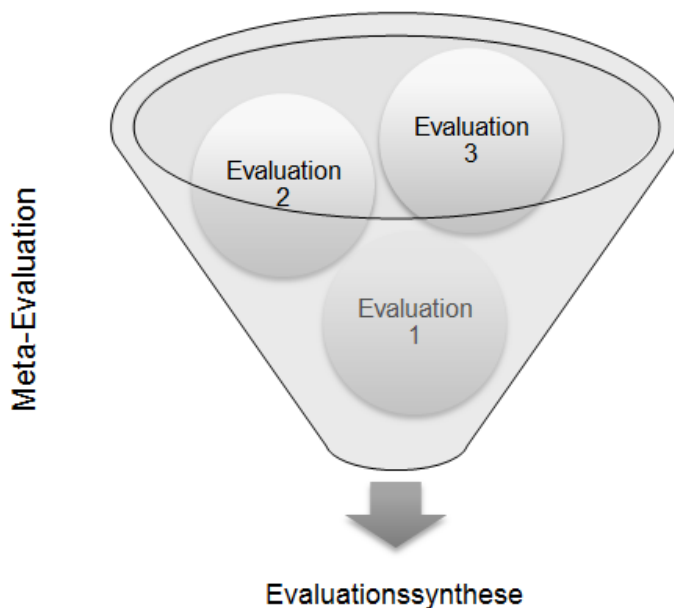 Meta-Evaluation
Evaluation
3
Evaluation
2
Evaluation
1
Evaluationssynthese